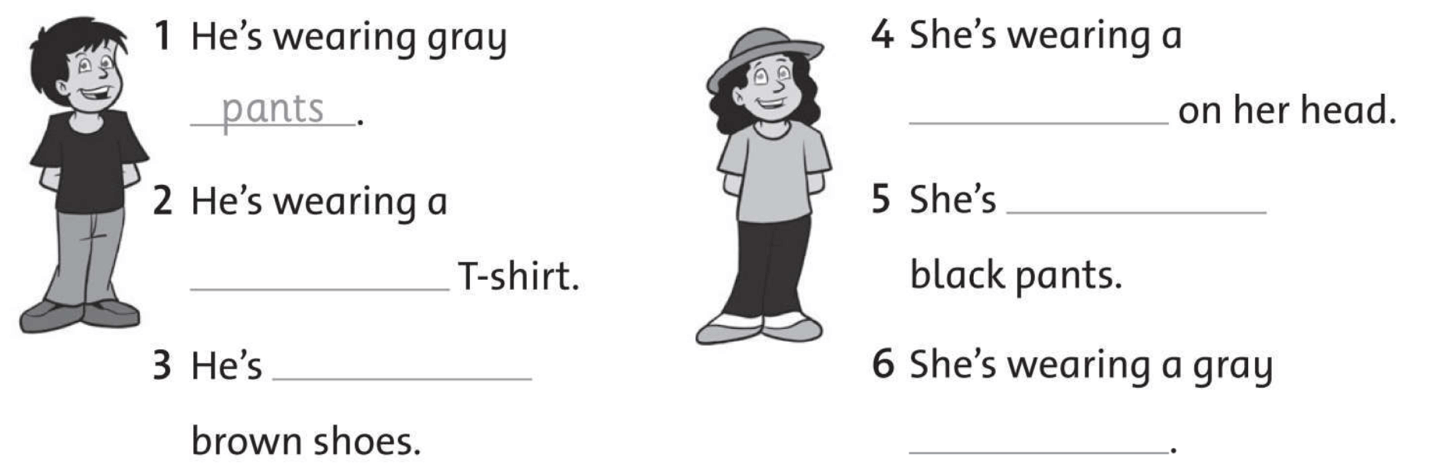 1 He's wearing gray
pants.
2 He's wearing a
T-shirt.
3 He's
brown shoes.
4 She's wearing a
on her head.
5 She's
black pants.
6 She's wearing a gray
.